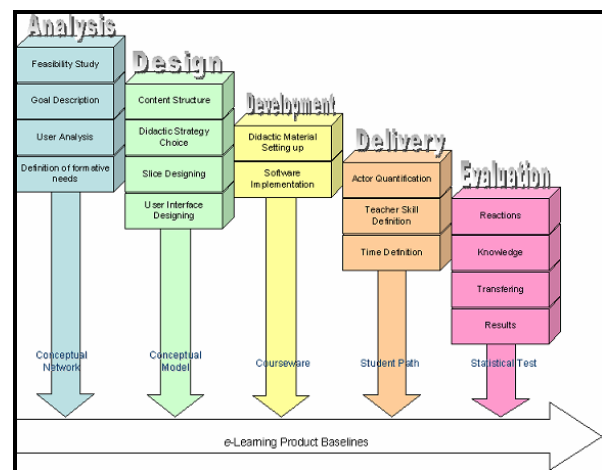 Analysis
Feasibility Study
Goal Description
User Analysis
Definition of formative
needs
Conceptual
Network
Design
Content Structure
Didactic Strategy
Choice
Slice Designing
User Interface
Designing
Conceptual
Model
Development
Didactic Material
Setting up
Software
Implementation
Courseware
Delivery
Actor Quantification
Teacher Skill
Definition
Time Definition
Student Path
Evaluation
Reactions
Knowledge
Transfering
Results
Statistical Test
e-Learning Product Baselines